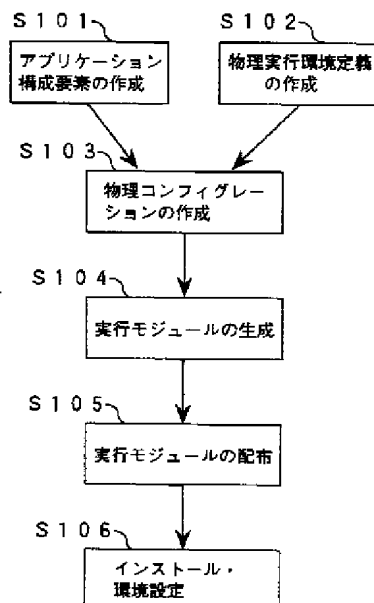 S101
アプリケーション
構成要素の作成
S102
物理実行環境定義
の作成
S103
物理コンフィグレー
ションの作成
S104
実行モジュールの生成
S105
実行モジュールの配布
S106
インストール・
環境設定